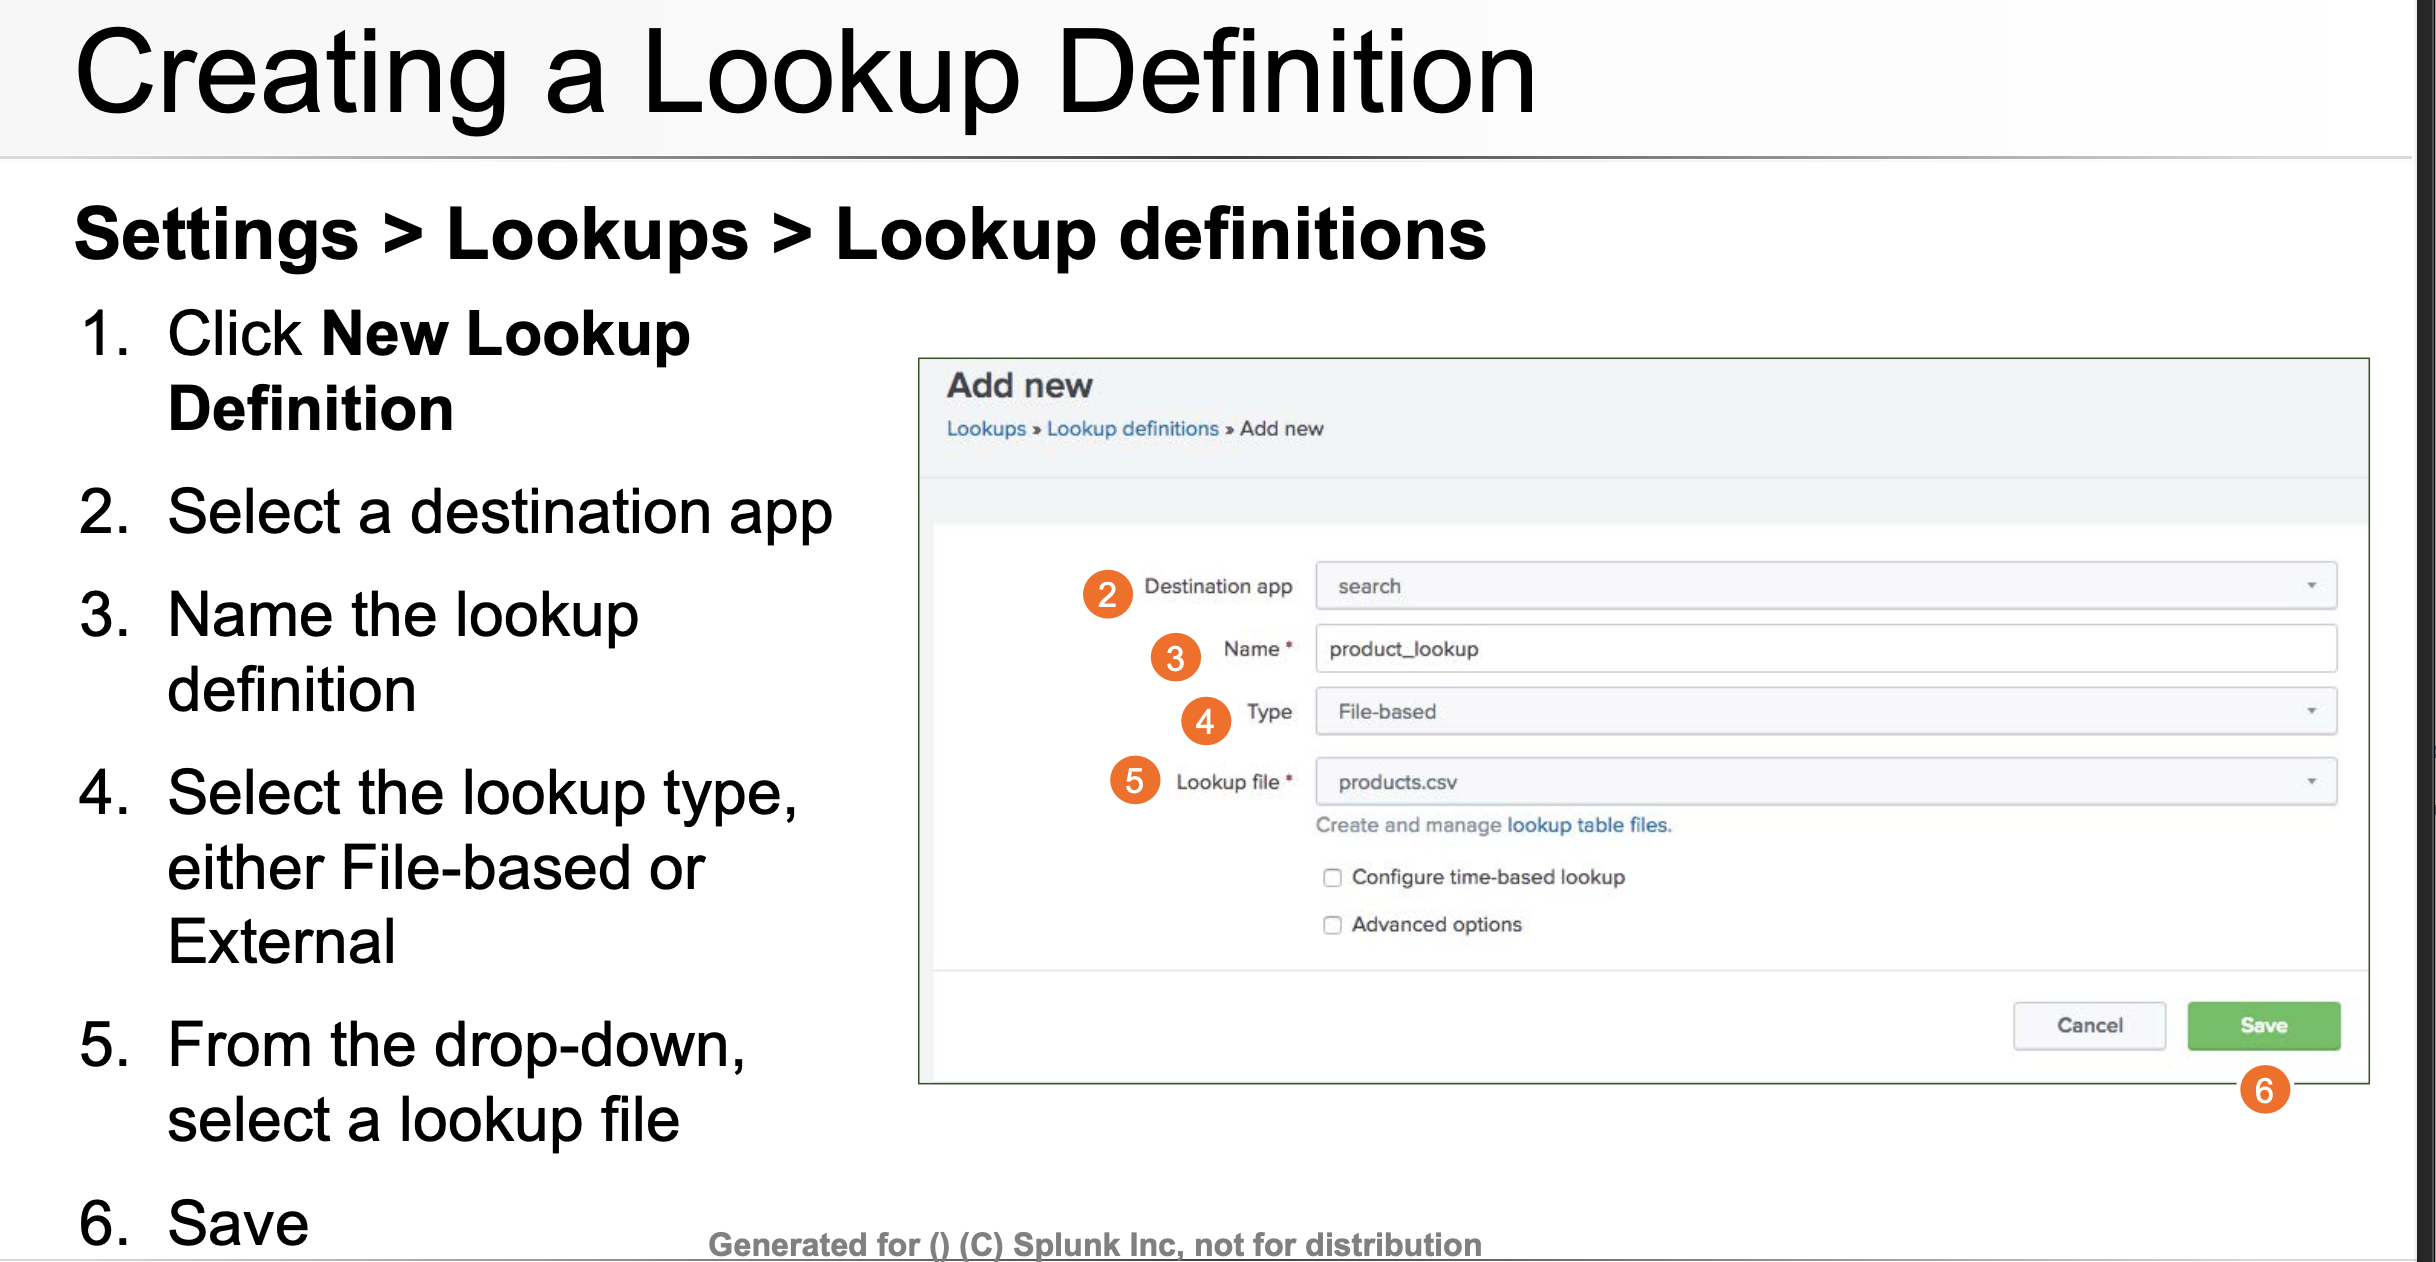 Creating a Lookup Definition
Settings > Lookups > Lookup definitions
1. Click New Lookup
Definition
2. Select a destination app
3. Name the lookup
definition
4. Select the lookup type,
either File-based or
External
5. From the drop-down,
select a lookup file
6. Save
Add new
Lookups » Lookup definitions » Add new
2 Destination app search
3 Name * product_lookup
4 Type File-based
5 Lookup file * products.csv
Create and manage lookup table files.
Configure time-based lookup
Advanced options
Cancel Save
6
Generated for () (C) Splunk Inc, not for distribution